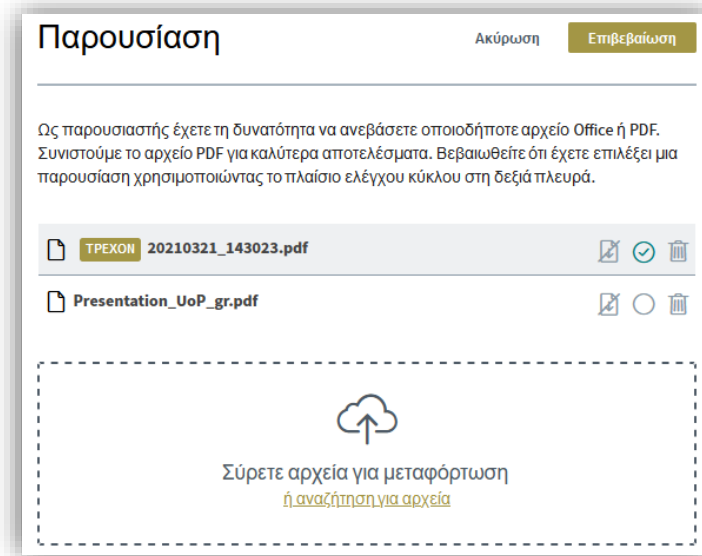 Παρουσίαση
Ακύρωση
Επιβεβαίωση
Ως παρουσιαστής έχετε τη δυνατότητα να ανεβάσετε οποιοδήποτε αρχείο Office ή PDF.
Συνιστούμε το αρχείο PDF για καλύτερα αποτελέσματα. Βεβαιωθείτε ότι έχετε επιλέξει μια
παρουσίαση χρησιμοποιώντας το πλαίσιο ελέγχου κύκλου στη δεξιά πλευρά.
ΤΡΕΧΟΝ 20210321_143023.pdf
Presentation_UoP_gr.pdf
Σύρετε αρχεία για μεταφόρτωση
ή αναζήτηση για αρχεία